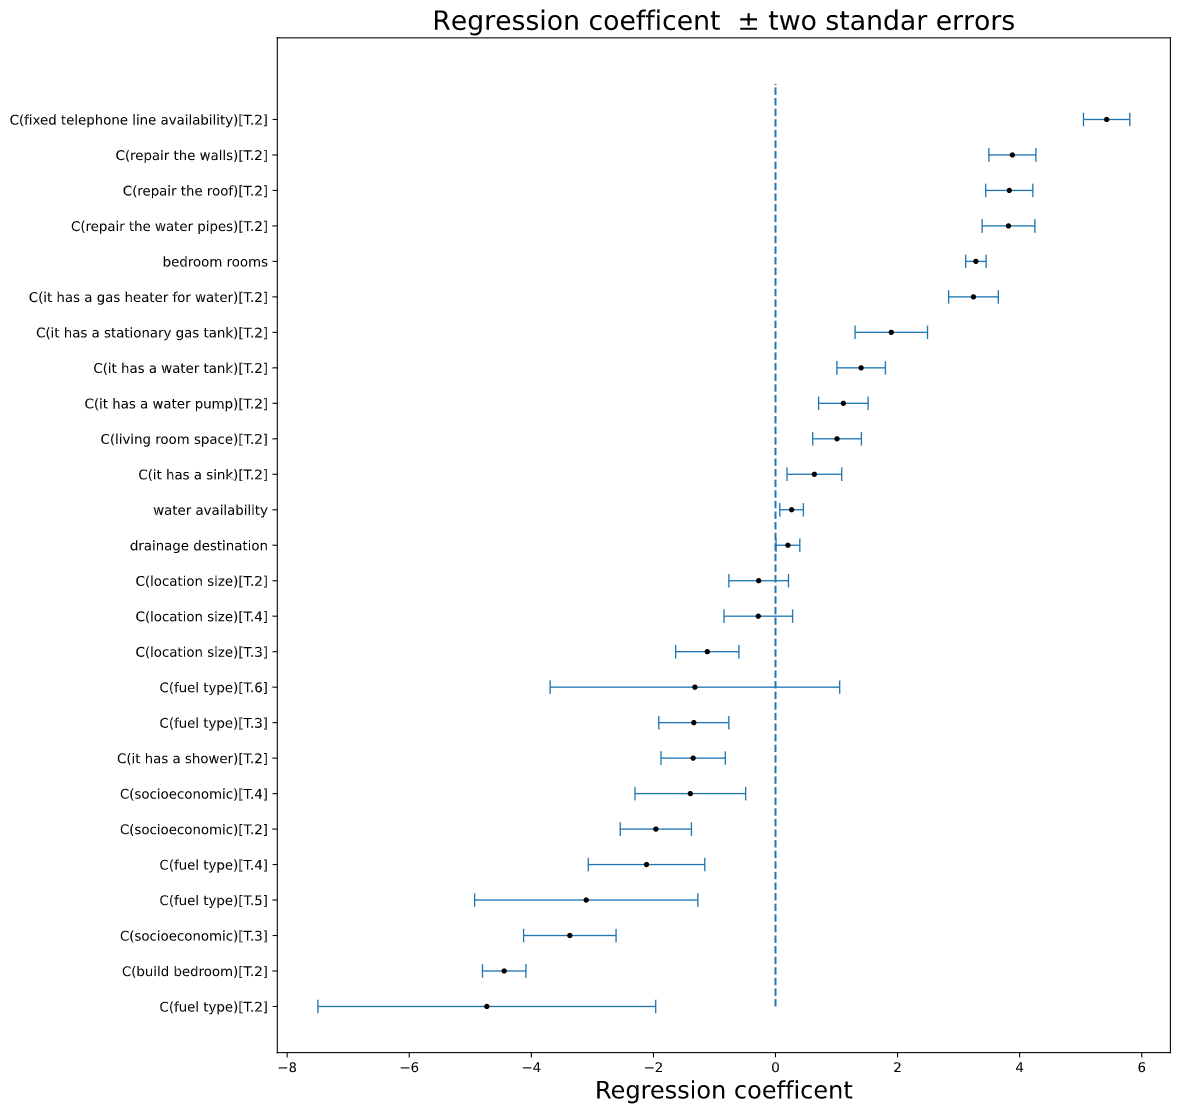 Regression coefficent  ± two standar errors
C(fixed telephone line availability)[T.2]
C(repair the walls)[T.2]
C(repair the roof)[T.2]
C(repair the water pipes)[T.2]
bedroom rooms
C(it has a gas heater for water)[T.2]
C(it has a stationary gas tank)[T.2]
C(it has a water tank)[T.2]
C(it has a water pump)[T.2]
C(living room space)[T.2]
C(it has a sink)[T.2]
water availability
drainage destination
C(location size)[T.2]
C(location size)[T.4]
C(location size)[T.3]
C(fuel type)[T.6]
C(fuel type)[T.3]
C(it has a shower)[T.2]
C(socioeconomic)[T.4]
C(socioeconomic)[T.2]
C(fuel type)[T.4]
C(fuel type)[T.5]
C(socioeconomic)[T.3]
C(build bedroom)[T.2]
C(fuel type)[T.2]
−8 −6 −4 −2 0 2 4 6
Regression coefficent